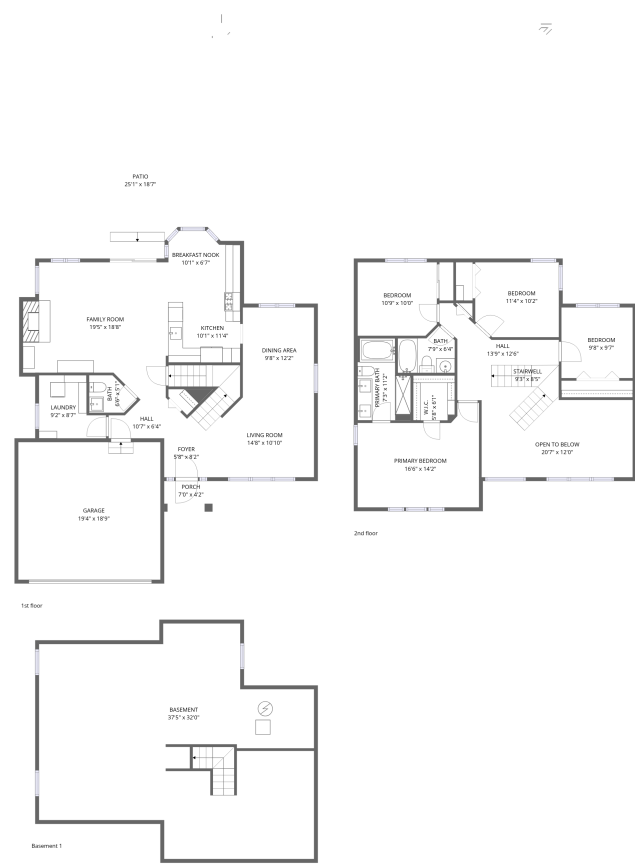 PATIO
25'1" x 18'7"
BREAKFAST NOOK
10'1" x 6'7"
FAMILY ROOM
19'5" x 18'8"
KITCHEN
10'1" x 11'4"
DINING AREA
9'8" x 12'2"
BATH
6'6" x 5'1"
LAUNDRY
9'2" x 8'7"
HALL
10'7" x 6'4"
FOYER
5'8" x 8'2"
LIVING ROOM
14'8" x 10'10"
PORCH
7'0" x 4'2"
GARAGE
19'4" x 18'9"
1st floor
BEDROOM
10'9" x 10'0"
BEDROOM
11'4" x 10'2"
BEDROOM
9'8" x 9'7"
BATH
7'9" x 6'4"
HALL
13'9" x 12'6"
STAIRWELL
9'3" x 8'5"
PRIMARY BATH
7'3" x 11'2"
W.I.C.
5'8" x 6'1"
OPEN TO BELOW
20'7" x 12'0"
PRIMARY BEDROOM
16'6" x 14'2"
2nd floor
BASEMENT
37'5" x 32'0"
Basement 1